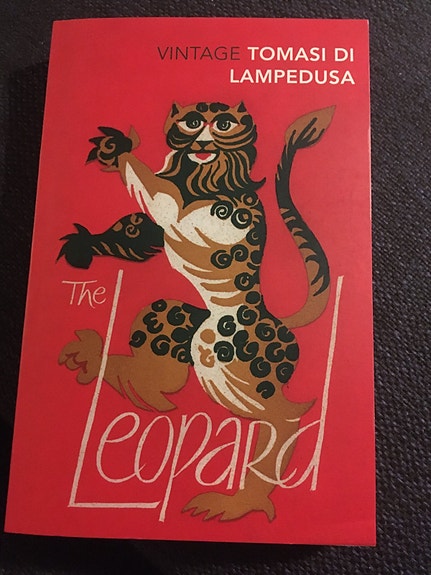 VINTAGE TOMASI DI
LAMPEDUSA
The
Leopard